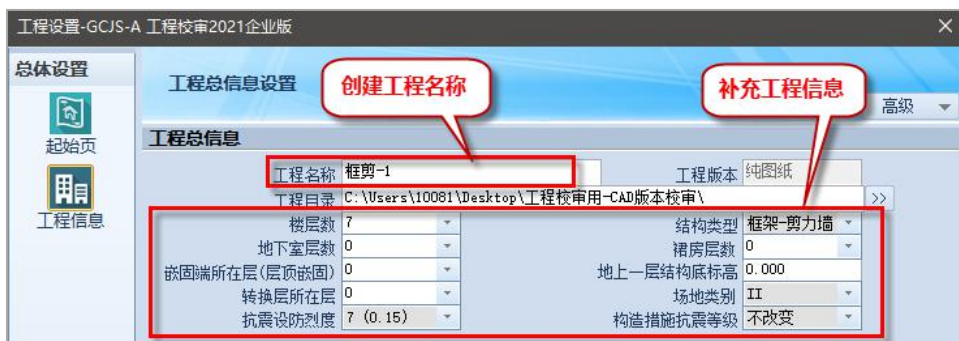 工程设置-GCJS-A 工程校审2021企业版
总体设置
起始页
工程信息
工程总信息设置
创建工程名称
补充工程信息
高级
工程总信息
工程名称 框剪-1 工程版本 纯图纸
工程目录 C:\Users\10081\Desktop\工程校审用-CAD版本校审\ >>
楼层数 7 结构类型 框架-剪力墙
地下室层数 0 裙房层数 0
嵌固端所在层(层顶嵌固) 0 地上一层结构底标高 0.000
转换层所在层 0 场地类别 II
抗震设防烈度 7 (0.15) 构造措施抗震等级 不改变